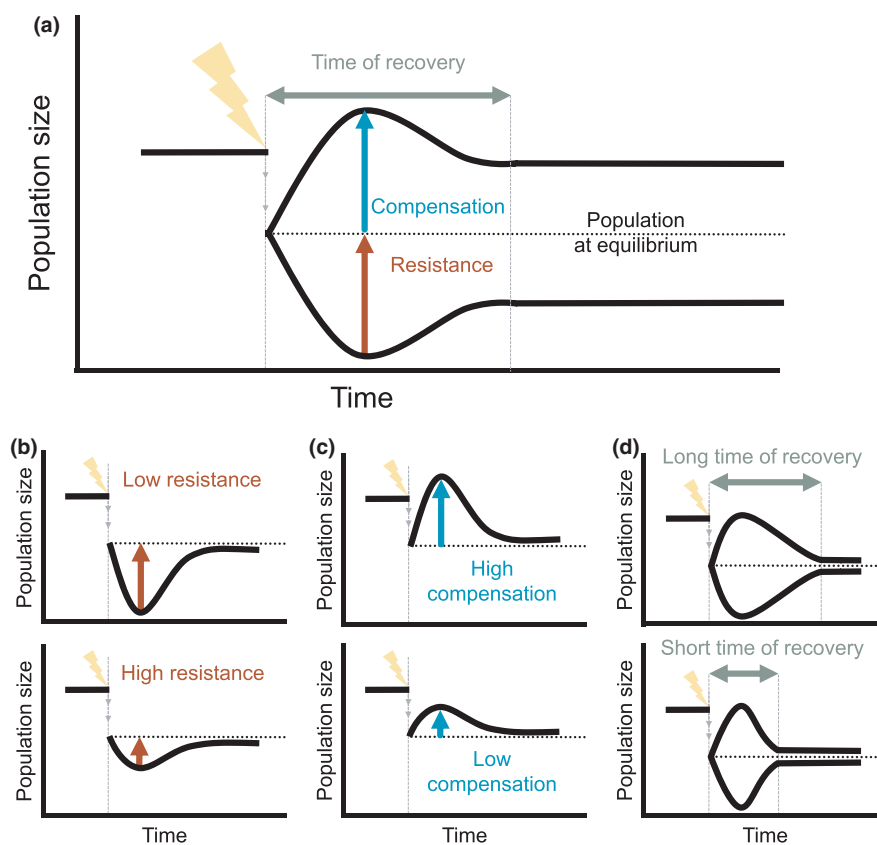 (a)
Time of recovery
Population size
Compensation
Population
at equilibrium
Resistance
Time
(b)
Population size
Low resistance
Population size
High resistance
Time
(c)
Population size
High
compensation
Population size
Low
compensation
Time
(d)
Population size
Long time of recovery
Population size
Short time of recovery
Time